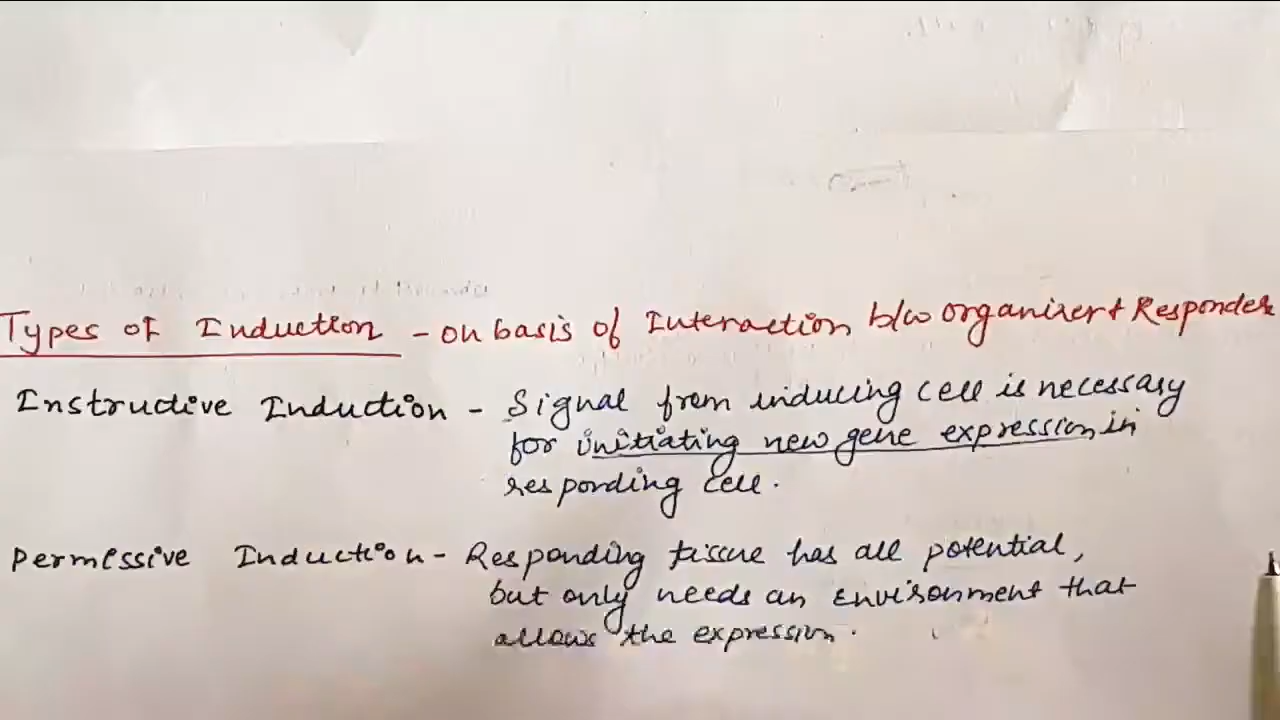 Types of Induction - on basis of Interaction b/w organizer & Responder
Instructive Induction - Signal from inducing cell is necessary
for initiating new gene expression in
responding cell.
Permissive Induction - Responding tissue has all potential,
but only needs an environment that
allows the expression.